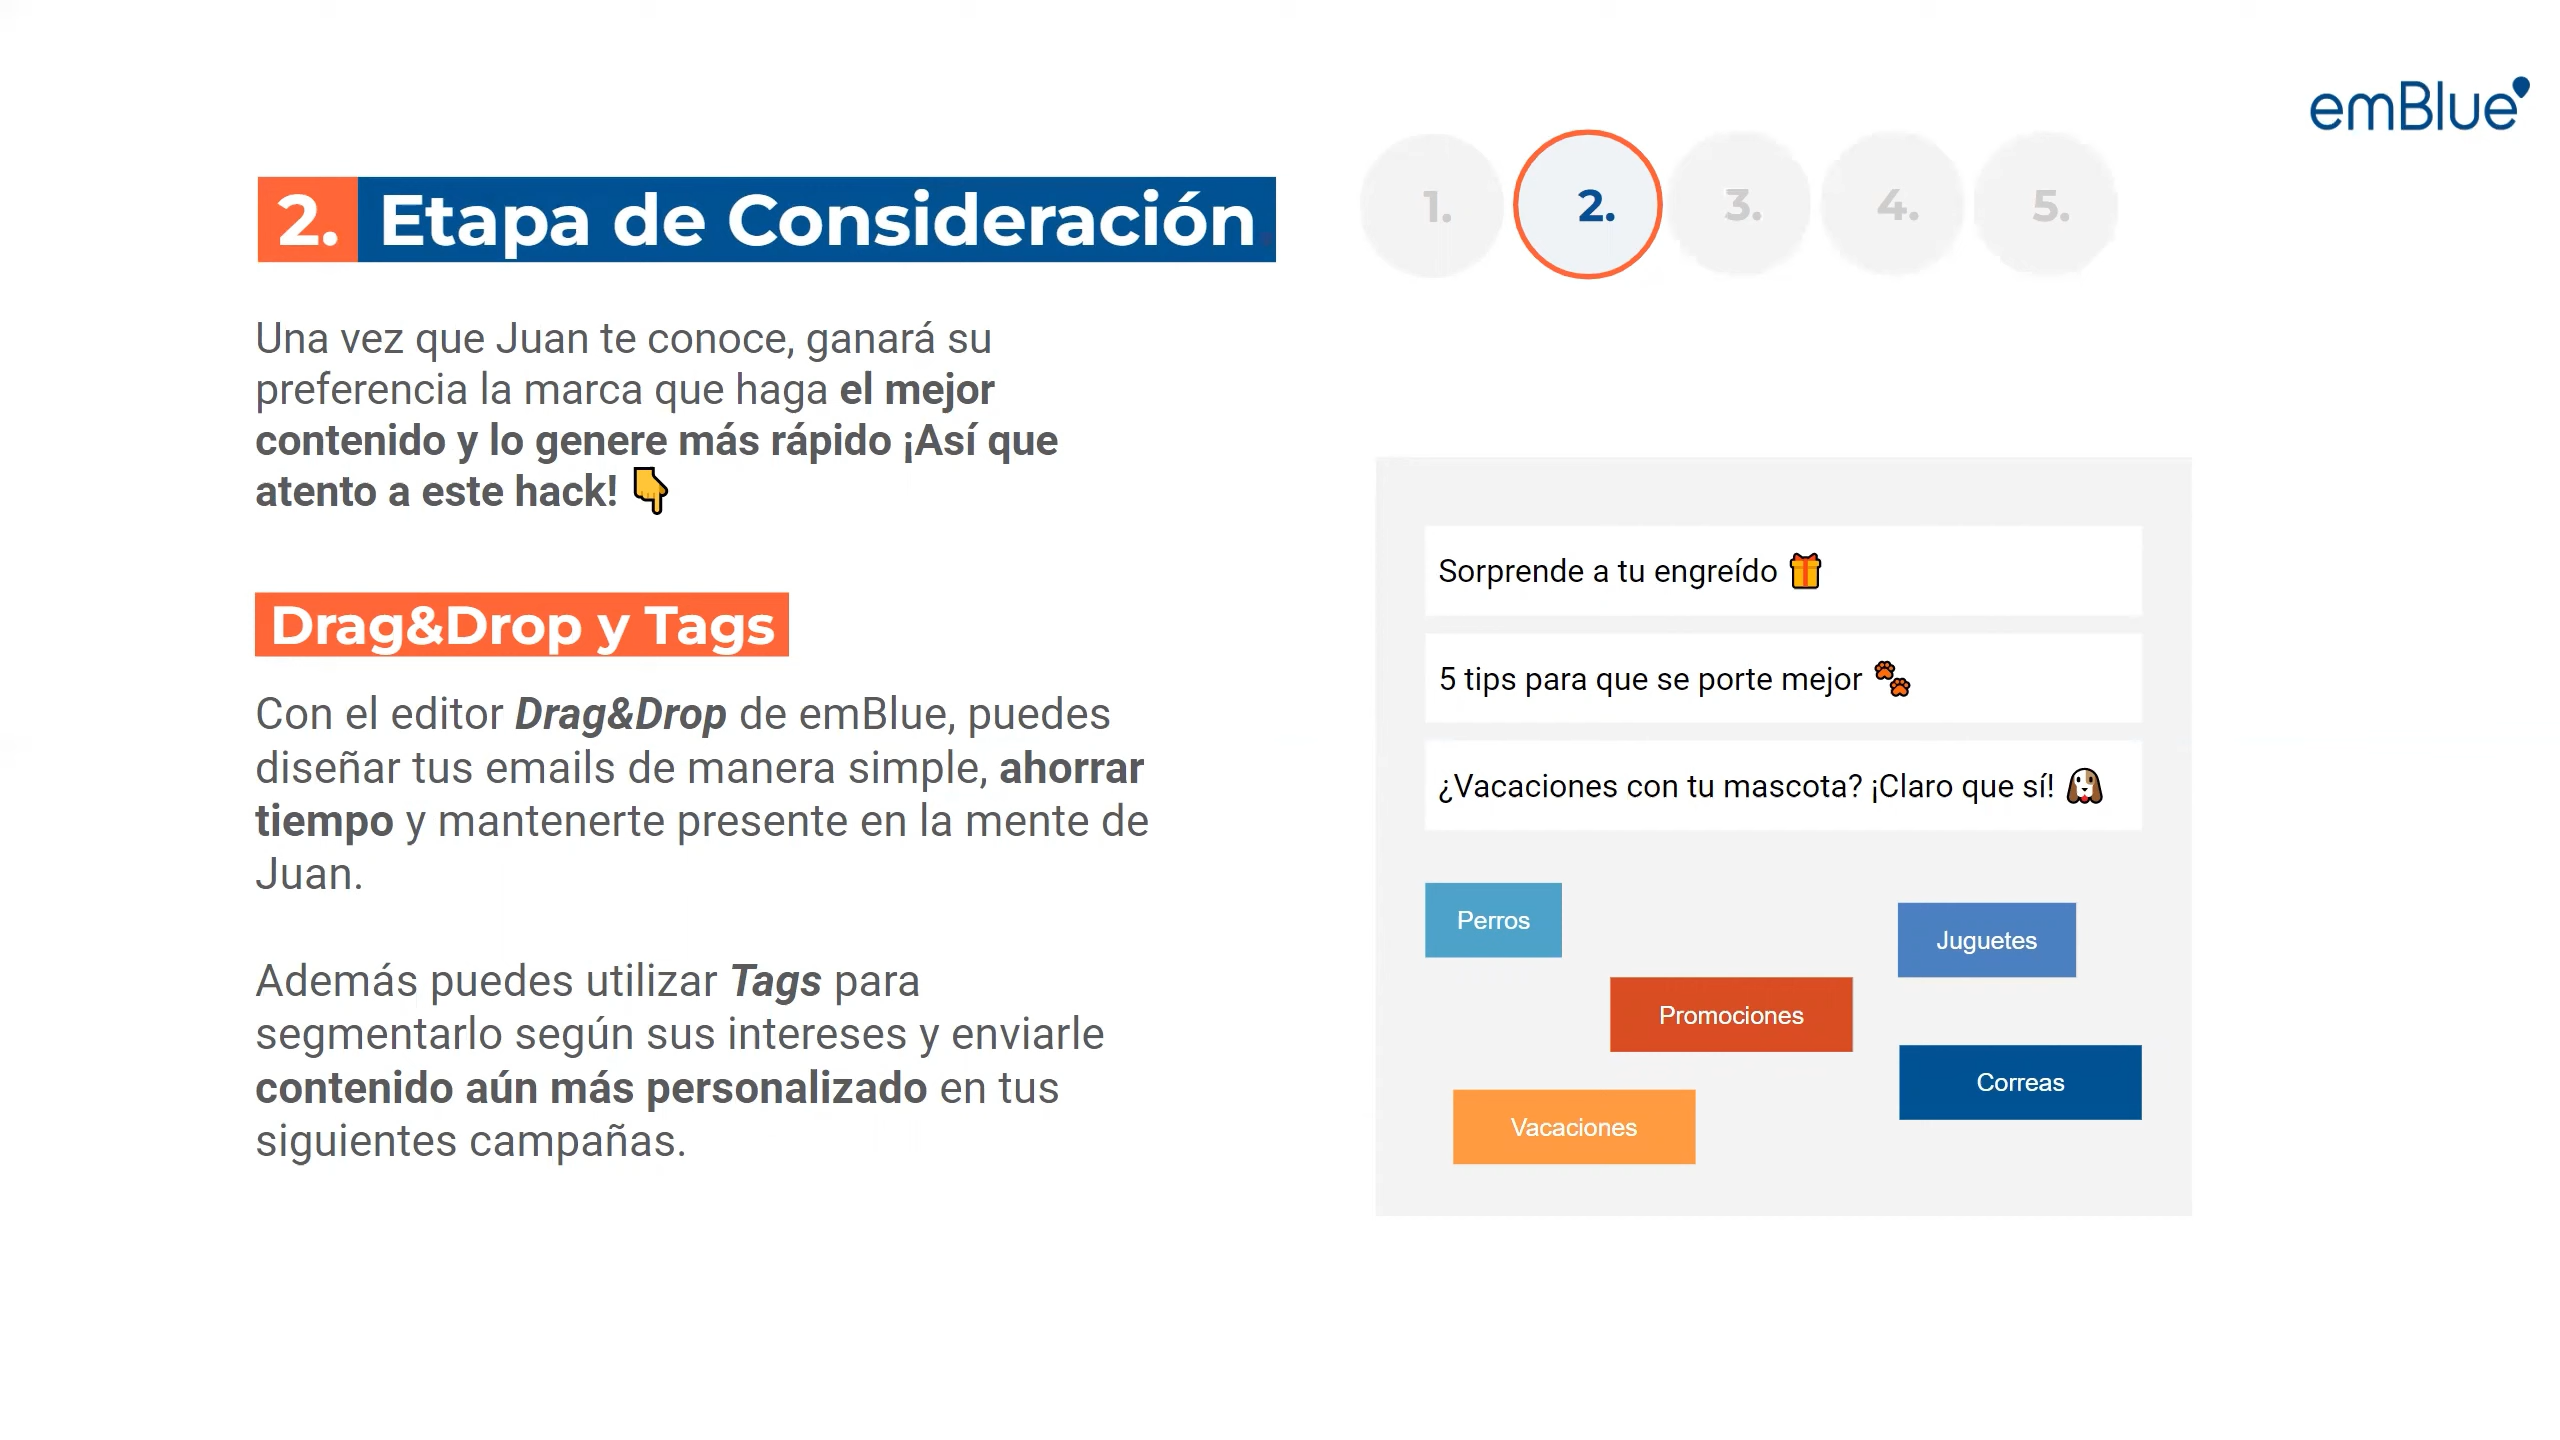 emBlue
1. 2. 3. 4. 5.
2. Etapa de Consideración.
Una vez que Juan te conoce, ganará su
preferencia la marca que haga el mejor
contenido y lo genere más rápido ¡Así que
atento a este hack! 👇
Drag&Drop y Tags
Con el editor Drag&Drop de emBlue, puedes
diseñar tus emails de manera simple, ahorrar
tiempo y mantenerte presente en la mente de
Juan.
Además puedes utilizar Tags para
segmentarlo según sus intereses y enviarle
contenido aún más personalizado en tus
siguientes campañas.
Sorprende a tu engreído 🎁
5 tips para que se porte mejor 🐾
¿Vacaciones con tu mascota? ¡Claro que sí! 🐶
Perros
Juguetes
Promociones
Correas
Vacaciones